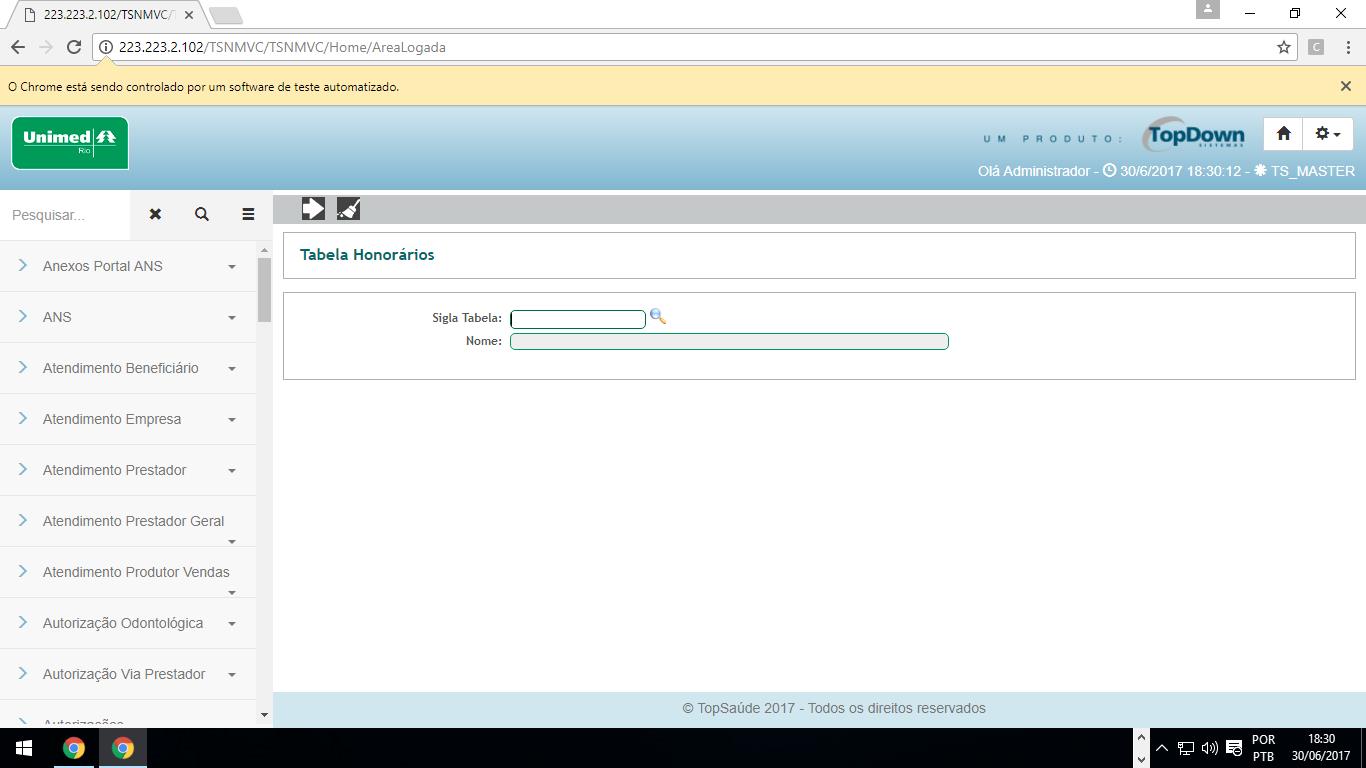 223.223.2.102/TSNMVC/
223.223.2.102/TSNMVC/TSNMVC/Home/AreaLogada
C
O Chrome está sendo controlado por um software de teste automatizado.
Unimed
Rio
UM PRODUTO:
TopDown
SISTEMAS
Olá Administrador - 30/6/2017 18:30:12 - TS_MASTER
Pesquisar...
Tabela Honorários
Sigla Tabela:
Nome:
Anexos Portal ANS
ANS
Atendimento Beneficiário
Atendimento Empresa
Atendimento Prestador
Atendimento Prestador Geral
Atendimento Produtor Vendas
Autorização Odontológica
Autorização Via Prestador
Autorizações
© TopSaúde 2017 - Todos os direitos reservados
POR
PTB
18:30
30/06/2017